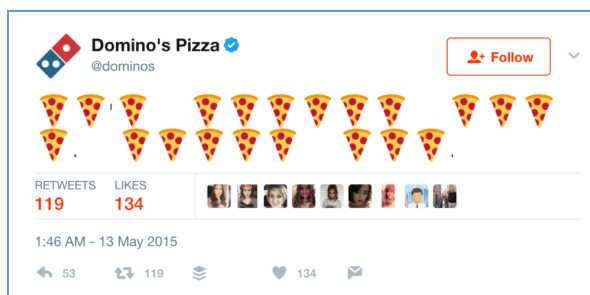 Domino's Pizza
@dominos
Follow
🍕🍕'🍕 🍕🍕🍕🍕🍕🍕 🍕🍕🍕
🍕. 🍕🍕🍕🍕🍕 🍕🍕🍕.
RETWEETS LIKES
119 134
1:46 AM - 13 May 2015
53 119 134